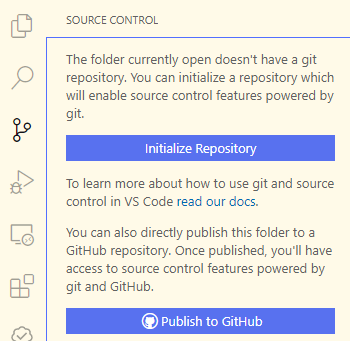 SOURCE CONTROL
The folder currently open doesn't have a git
repository. You can initialize a repository which
will enable source control features powered by
git.
Initialize Repository
To learn more about how to use git and source
control in VS Code read our docs.
You can also directly publish this folder to a
GitHub repository. Once published, you'll have
access to source control features powered by
git and GitHub.
Publish to GitHub